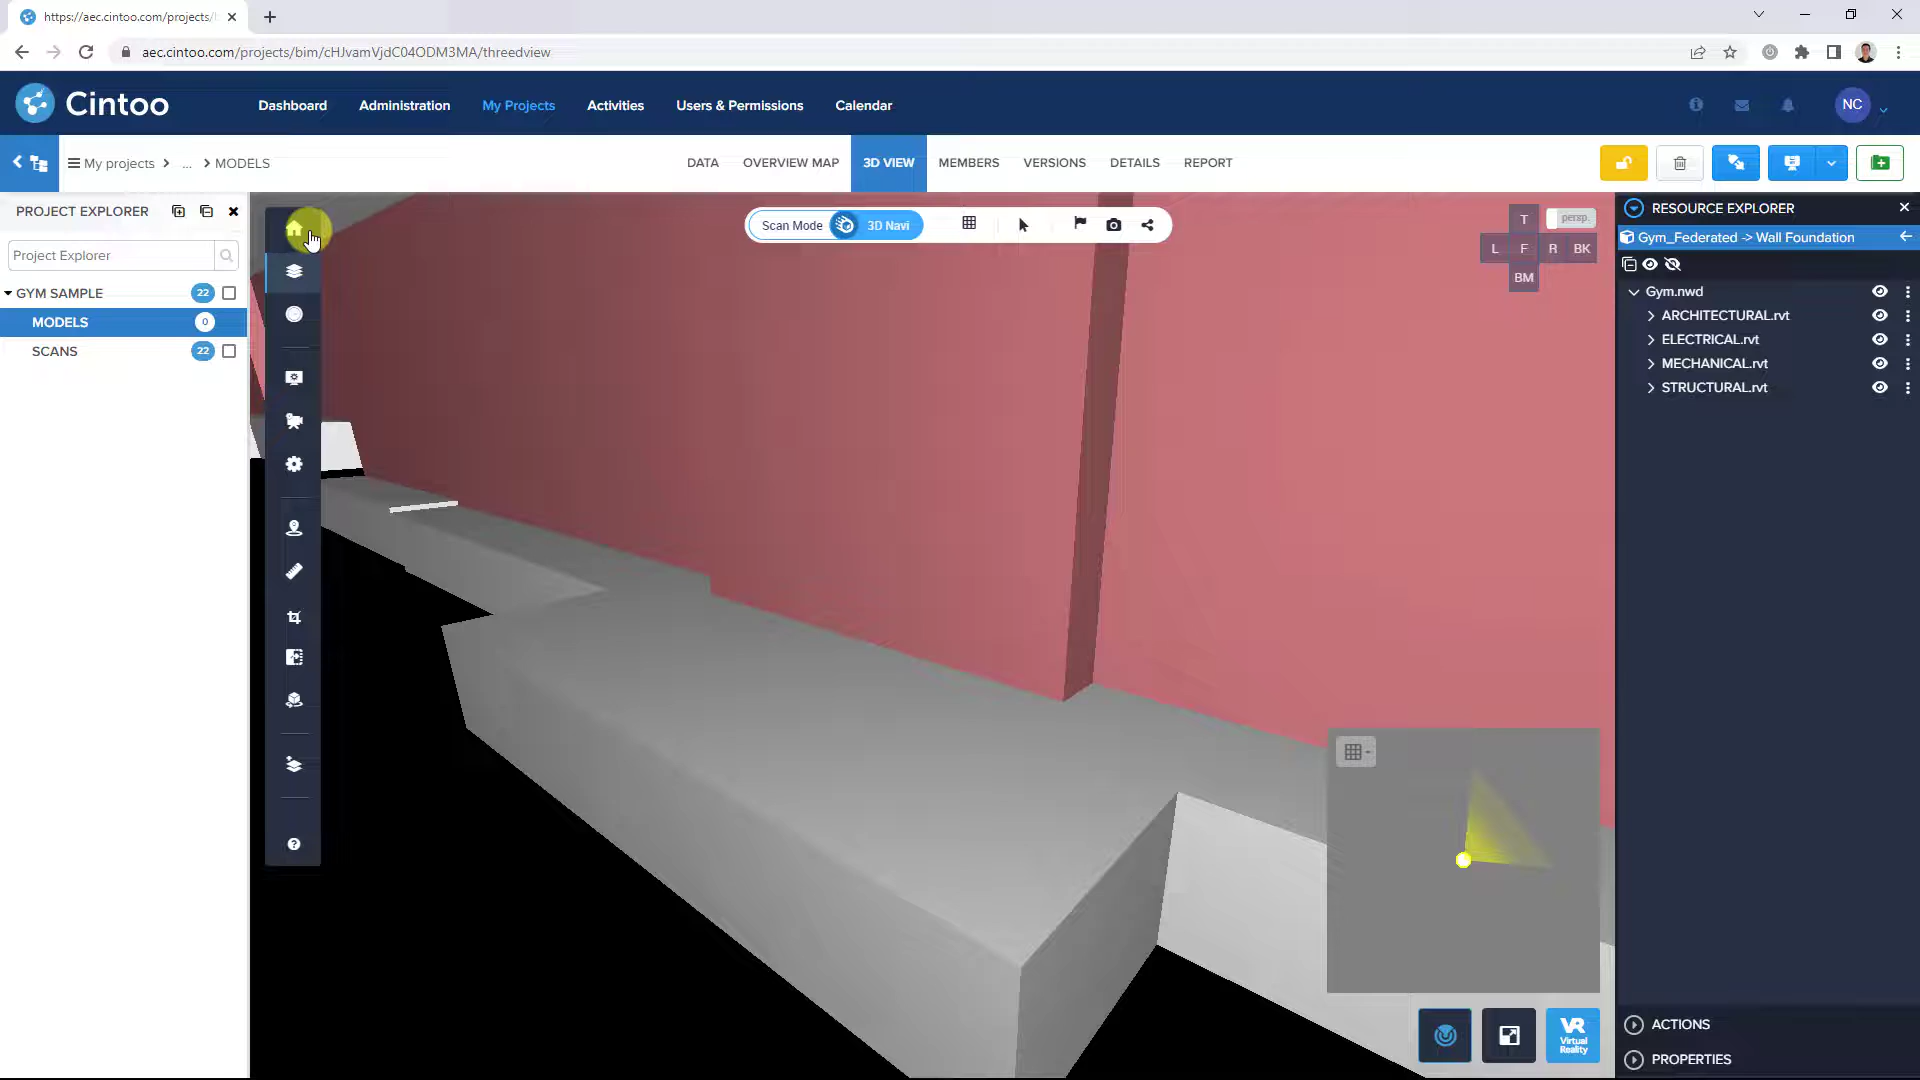 https://aec.cintoo.com/projects/
aec.cintoo.com/projects/bim/cHJvamVjdC04ODM3MA/threedview
Cintoo
Dashboard
Administration
My Projects
Activities
Users & Permissions
Calendar
NC
My projects > ... > MODELS
DATA
OVERVIEW MAP
3D VIEW
MEMBERS
VERSIONS
DETAILS
REPORT
PROJECT EXPLORER
Project Explorer
GYM SAMPLE 22
MODELS 0
SCANS 22
Scan Mode
3D Navi
T
persp.
L F R BK
BM
RESOURCE EXPLORER
Gym_Federated -> Wall Foundation
Gym.nwd
ARCHITECTURAL.rvt
ELECTRICAL.rvt
MECHANICAL.rvt
STRUCTURAL.rvt
VR
Virtual
Reality
ACTIONS
PROPERTIES